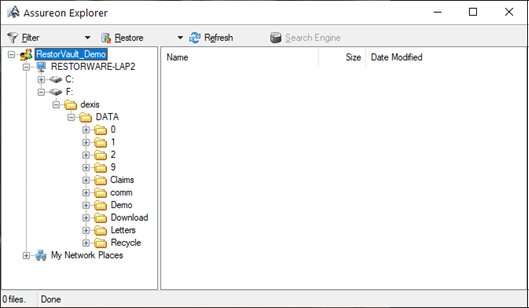 Assureon Explorer
Filter Restore Refresh Search Engine
RestorVault_Demo
RESTORWARE-LAP2
C:
F:
dexis
DATA
0
1
2
9
Claims
comm
Demo
Download
Letters
Recycle
My Network Places
Name Size Date Modified
0 files. Done